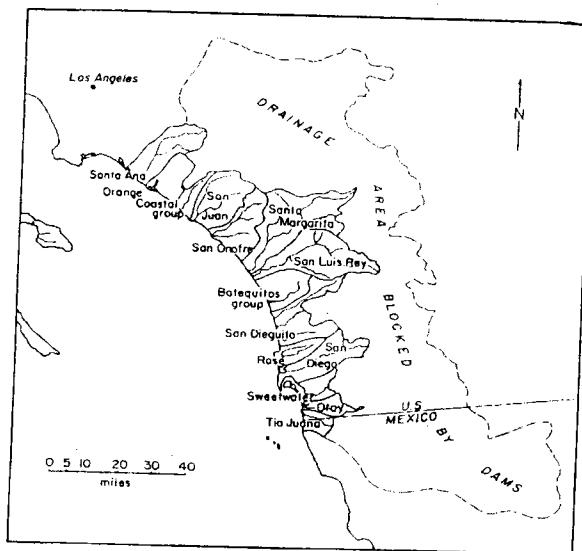 Los Angeles
DRAINAGE
N
AREA
Santa Ana
Orange
Coastal
group
San
Juan
Santa
Margarita
San Onofre
San Luis Rey
Batequitos
group
BLOCKED
San Dieguito
San
Rose
Diego
Sweetwater
Otay
U.S.
MEXICO
Tia Juana
BY
DAMS
0 5 10 20 30 40
miles